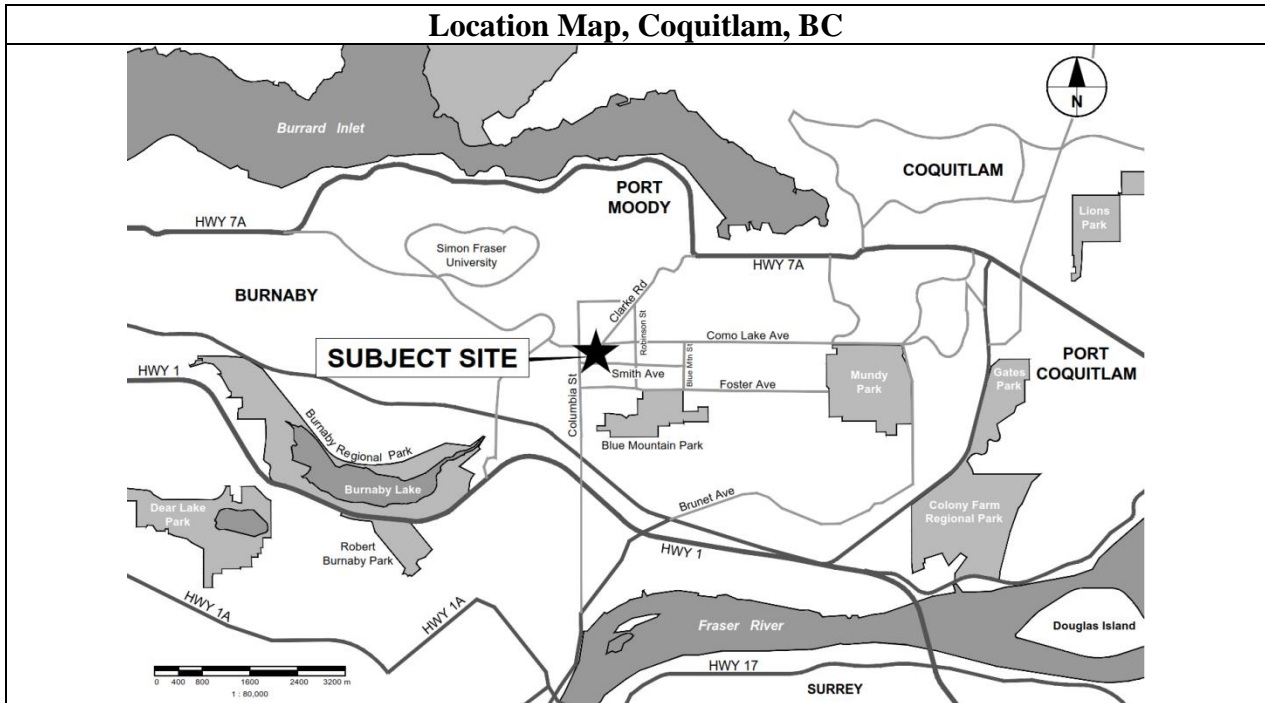 Location Map, Coquitlam, BC
Burrard Inlet
N
COQUITLAM
PORT
MOODY
Lions
Park
HWY 7A
Simon Fraser
University
HWY 7A
BURNABY
Clarke Rd
Robinson St
Como Lake Ave
SUBJECT SITE
Blue Mtn St
PORT
COQUITLAM
HWY 1
Smith Ave
Mundy
Park
Gates
Park
Foster Ave
Columbia St
Burnaby Regional Park
Blue Mountain Park
Burnaby Lake
Brunet Ave
Dear Lake
Park
Colony Farm
Regional Park
Robert
Burnaby Park
HWY 1
HWY 1A
HWY 1A
Fraser River
Douglas Island
HWY 17
0 400 800 1600 2400 3200 m
1 : 80,000
SURREY